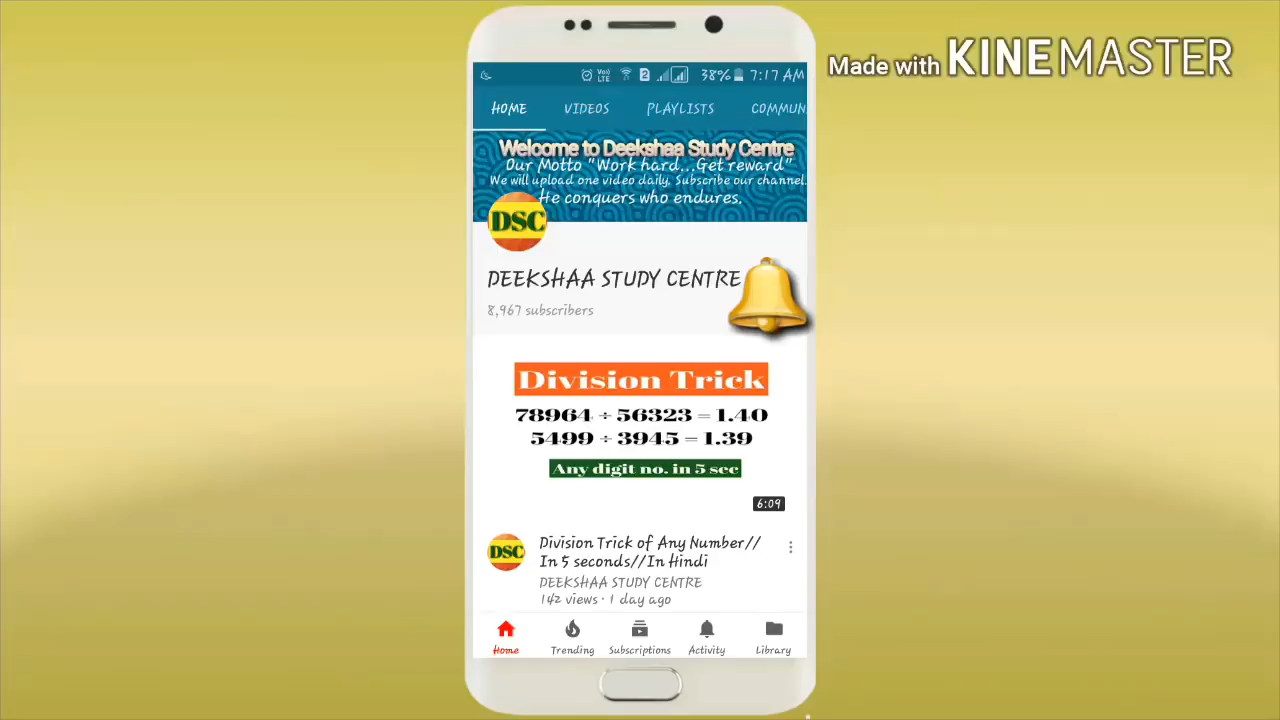 Made with KINEMASTER
Voj LTE 2 38% 7:17 AM
HOME VIDEOS PLAYLISTS COMMUN
Welcome to Deekshaa Study Centre
Our Motto "Work hard...Get reward"
We will upload one video daily, Subscribe our channel.
He conquers who endures.
DSC
DEEKSHAA STUDY CENTRE
8,967 subscribers
Division Trick
78964 ÷ 56323 = 1.40
5499 ÷ 3945 = 1.39
Any digit no. in 5 sec
6:09
DSC
Division Trick of Any Number//
In 5 seconds//In Hindi
DEEKSHAA STUDY CENTRE
142 views · 1 day ago
Home Trending Subscriptions Activity Library